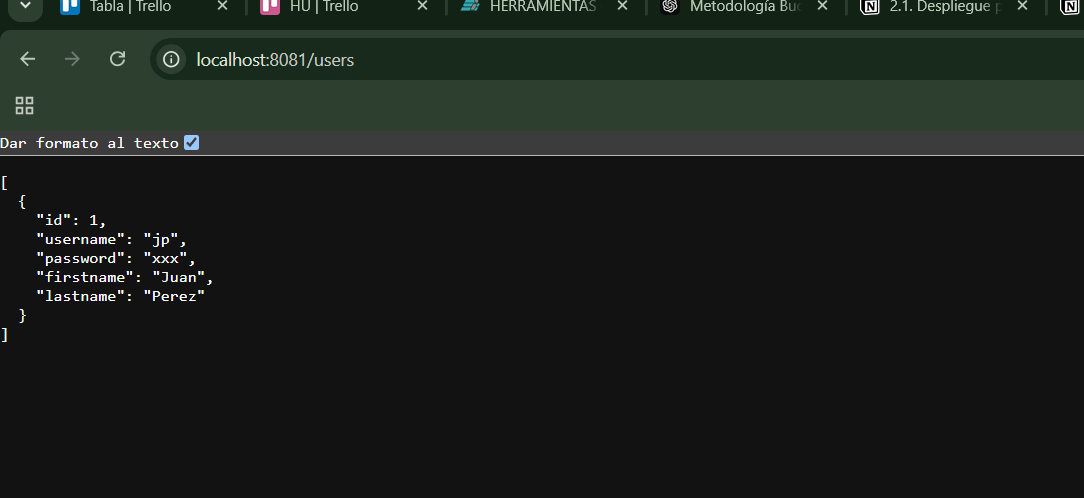 Tabla | Trello
HU | Trello
HERRAMIENTAS
Metodología Bu
2.1. Despliegue
localhost:8081/users
Dar formato al texto
[
{
"id": 1,
"username": "jp",
"password": "xxx",
"firstname": "Juan",
"lastname": "Perez"
}
]